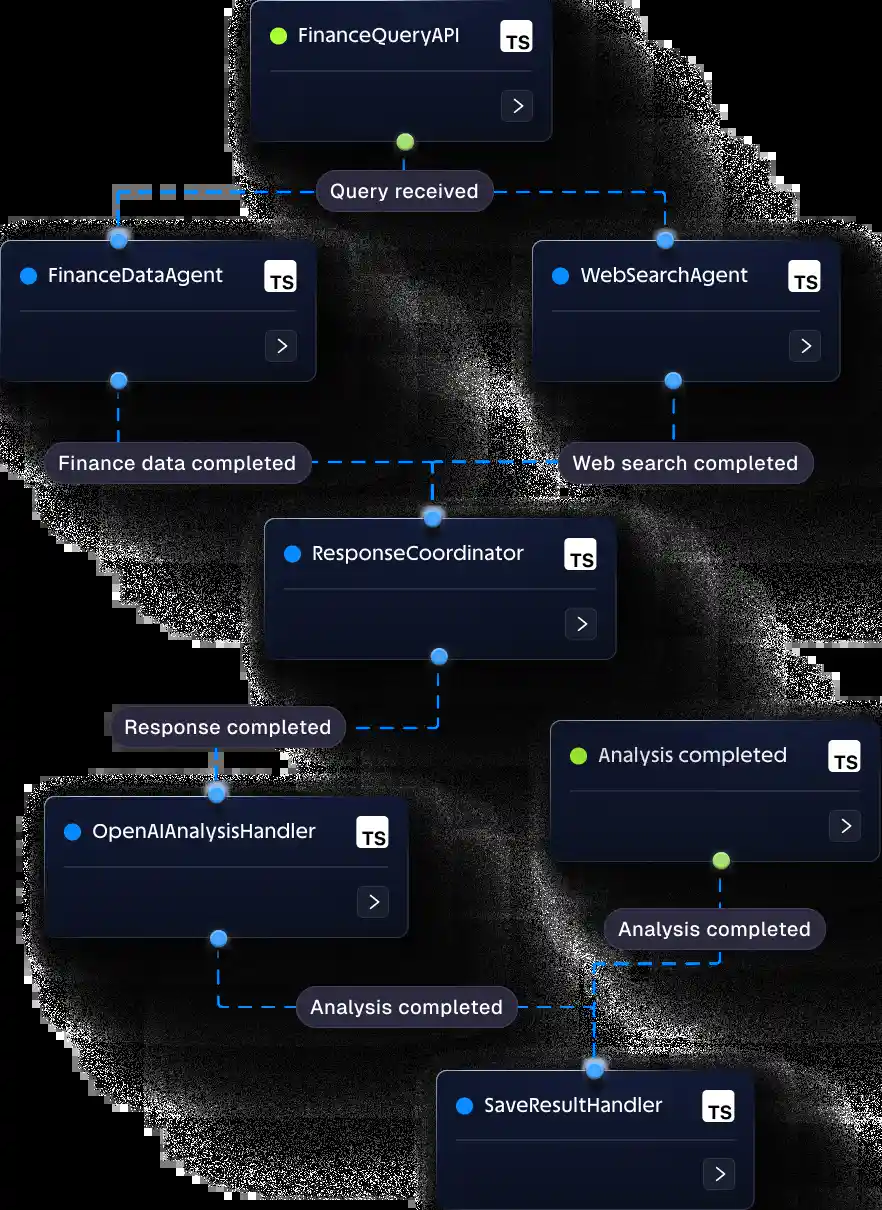 FinanceQueryAPI
TS
Query received
FinanceDataAgent
TS
WebSearchAgent
TS
Finance data completed
Web search completed
ResponseCoordinator
TS
Response completed
Analysis completed
TS
OpenAIAnalysisHandler
TS
Analysis completed
Analysis completed
SaveResultHandler
TS